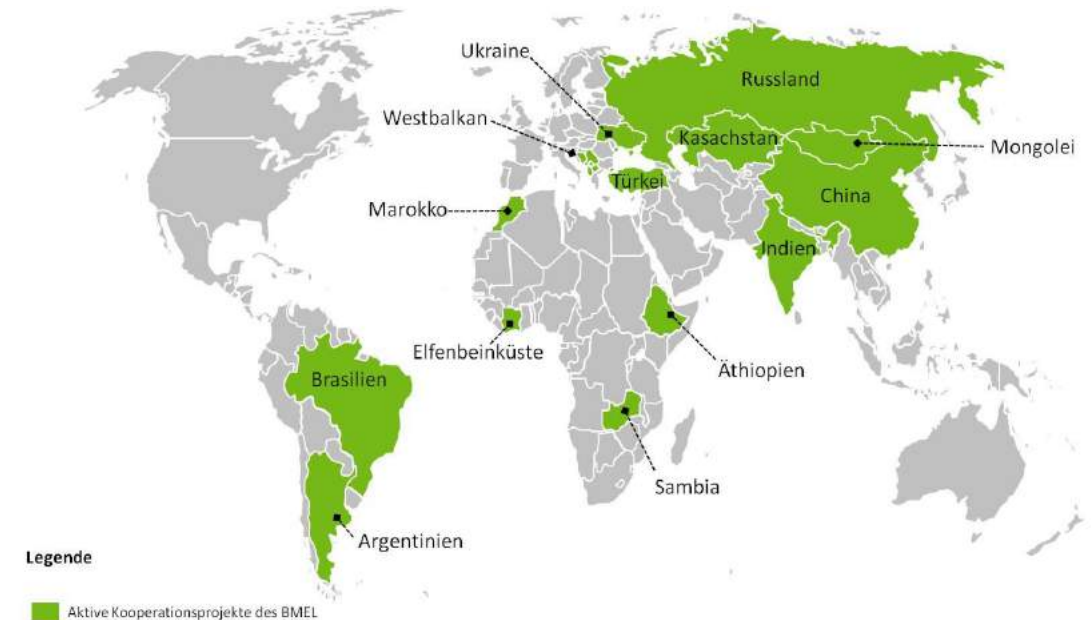 Ukraine
Russland
Westbalkan
Kasachstan
Mongolei
Türkei
China
Marokko
Indien
Elfenbeinküste
Äthiopien
Brasilien
Sambia
Argentinien
Legende
Aktive Kooperationsprojekte des BMEL